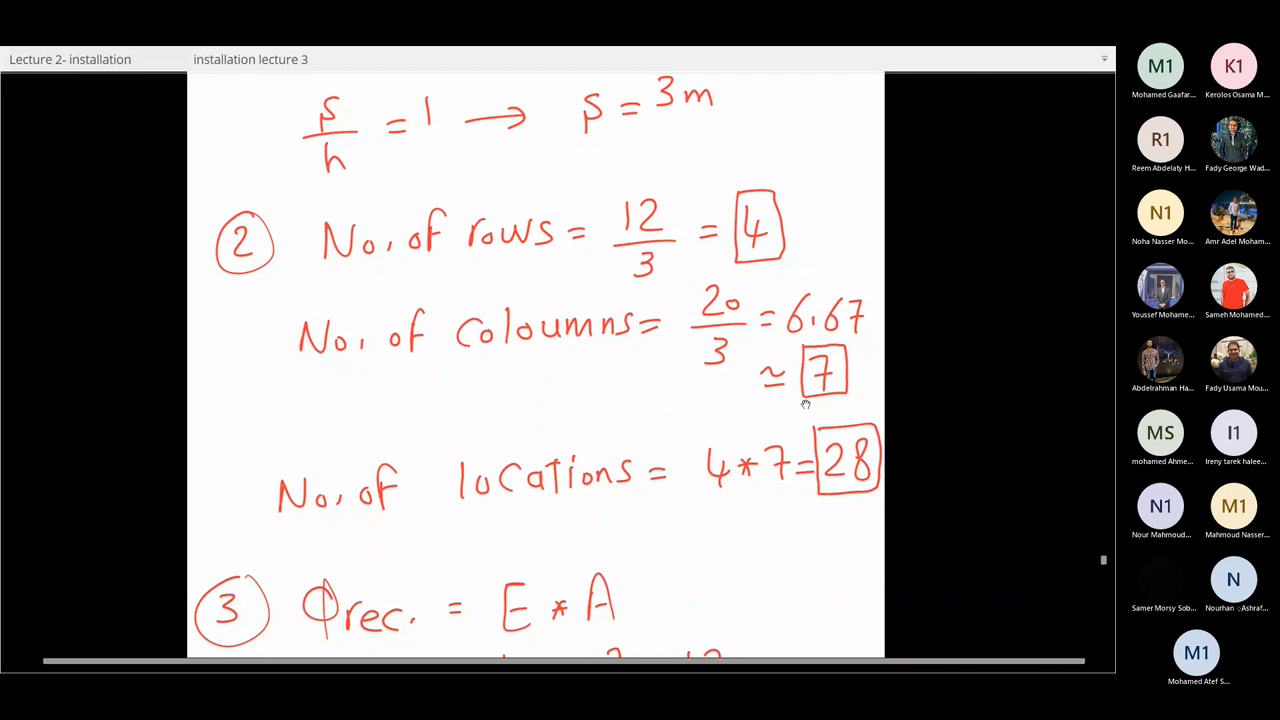 Lecture 2- installation
installation lecture 3
S/h = 1 → S = 3m
② No. of rows = 12/3 = 4
No. of coloumns = 20/3 = 6.67
≃ 7
No. of locations = 4*7 = 28
③ Φrec. = E * A
M1
Mohamed Gaafar...
K1
Kerolos Osama M...
R1
Reem Abdelaty H...
Fady George Wad...
N1
Noha Nasser Mo...
Amr Adel Moham...
Youssef Mohame...
Sameh Mohamed...
Abdelrahman Ha...
Fady Usama Mou...
MS
mohamed Ahme...
I1
Ireny tarek halee...
N1
Nour Mahmoud...
M1
Mahmoud Nasser...
Samer Morsy Sob...
N
Nourhan ☆Ashraf...
M1
Mohamed Atef S...